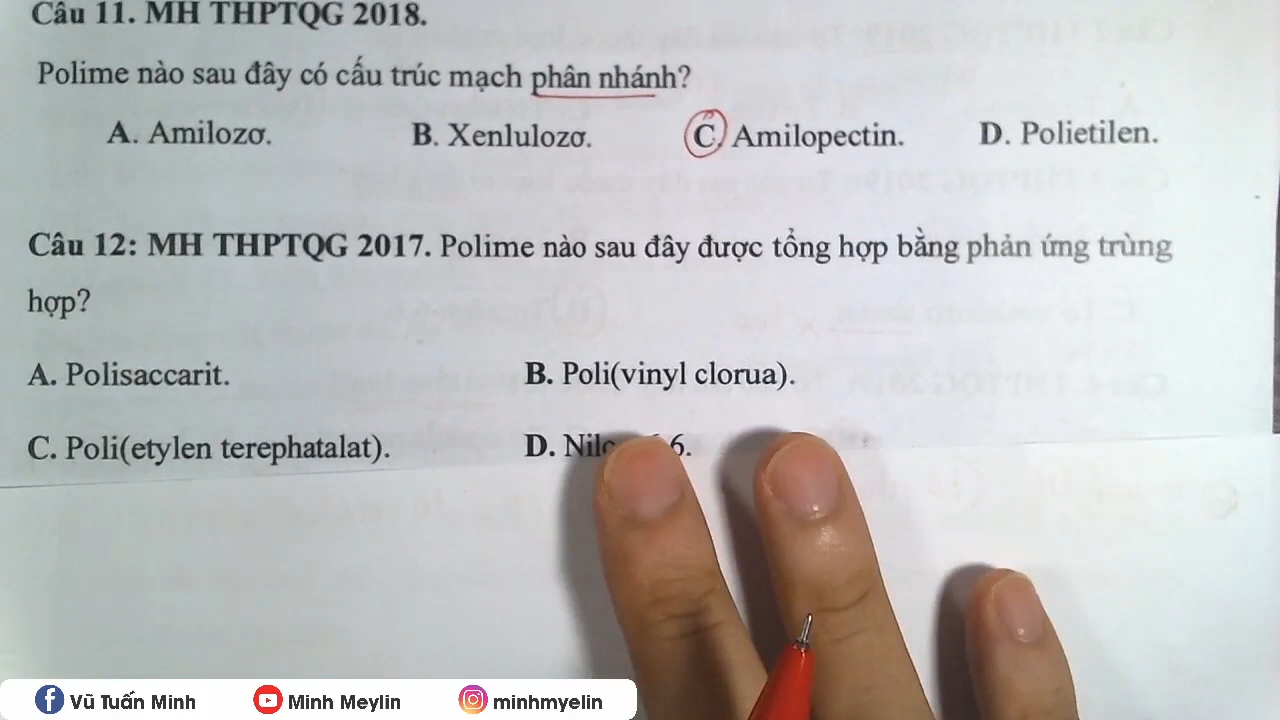 Câu 11. MH THPTQG 2018.
Polime nào sau đây có cấu trúc mạch phân nhánh?
A. Amilozơ. B. Xenlulozơ. C. Amilopectin. D. Polietilen.
Câu 12: MH THPTQG 2017. Polime nào sau đây được tổng hợp bằng phản ứng trùng
hợp?
A. Polisaccarit. B. Poli(vinyl clorua).
C. Poli(etylen terephatalat). D. 6.
Vũ Tuấn Minh Minh Meylin minhmyelin